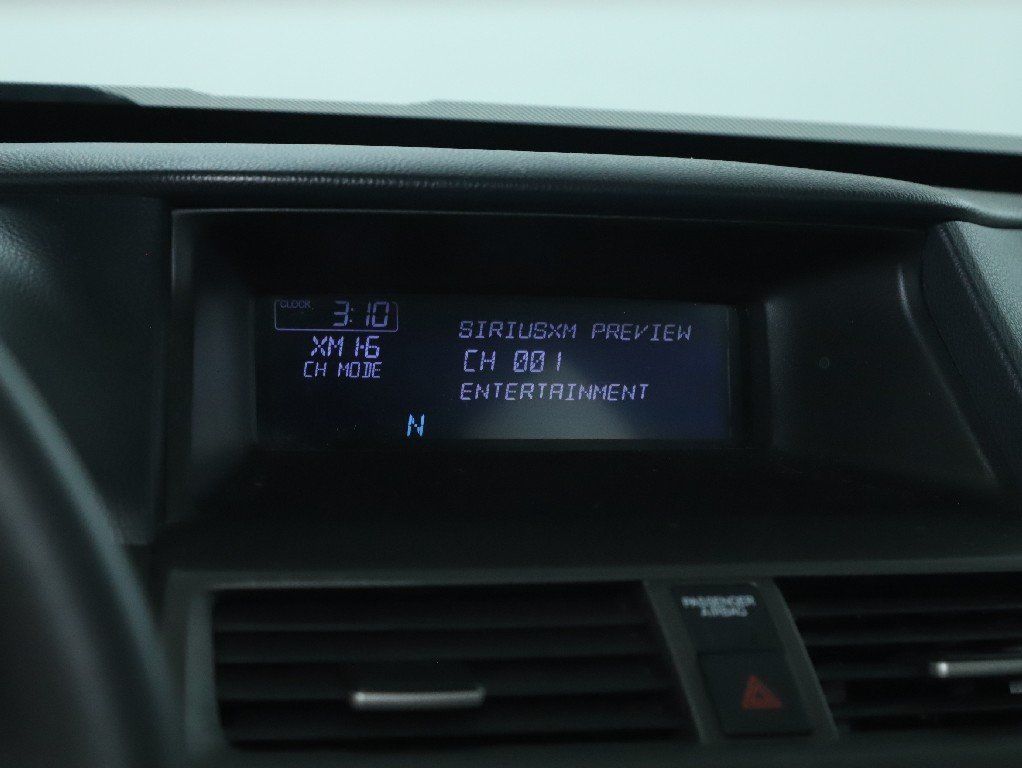 CLOCK 3:10
XM1-6
CH MODE
SIRIUSXM PREVIEW
CH 001
ENTERTAINMENT
N
PASSENGER
AIRBAG